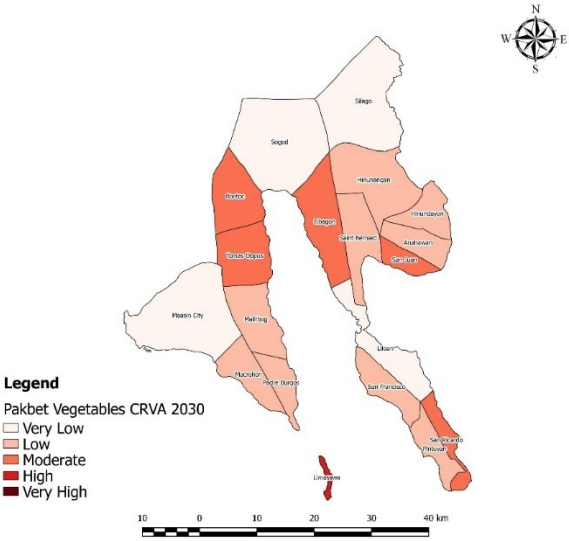 N
W E
S
Silago
Sogod
Hinunangan
Bontoc
Hinundayan
Libagon
Saint Bernard
Anahawan
Tomas Oppus
San Juan
Maasin City
Malitbog
Liloan
Macrohon
Padre Burgos
San Francisco
San Ricardo
Pintuyan
Limasawa
Legend
Pakbet Vegetables CRVA 2030
Very Low
Low
Moderate
High
Very High
10 0 10 20 30 40 km